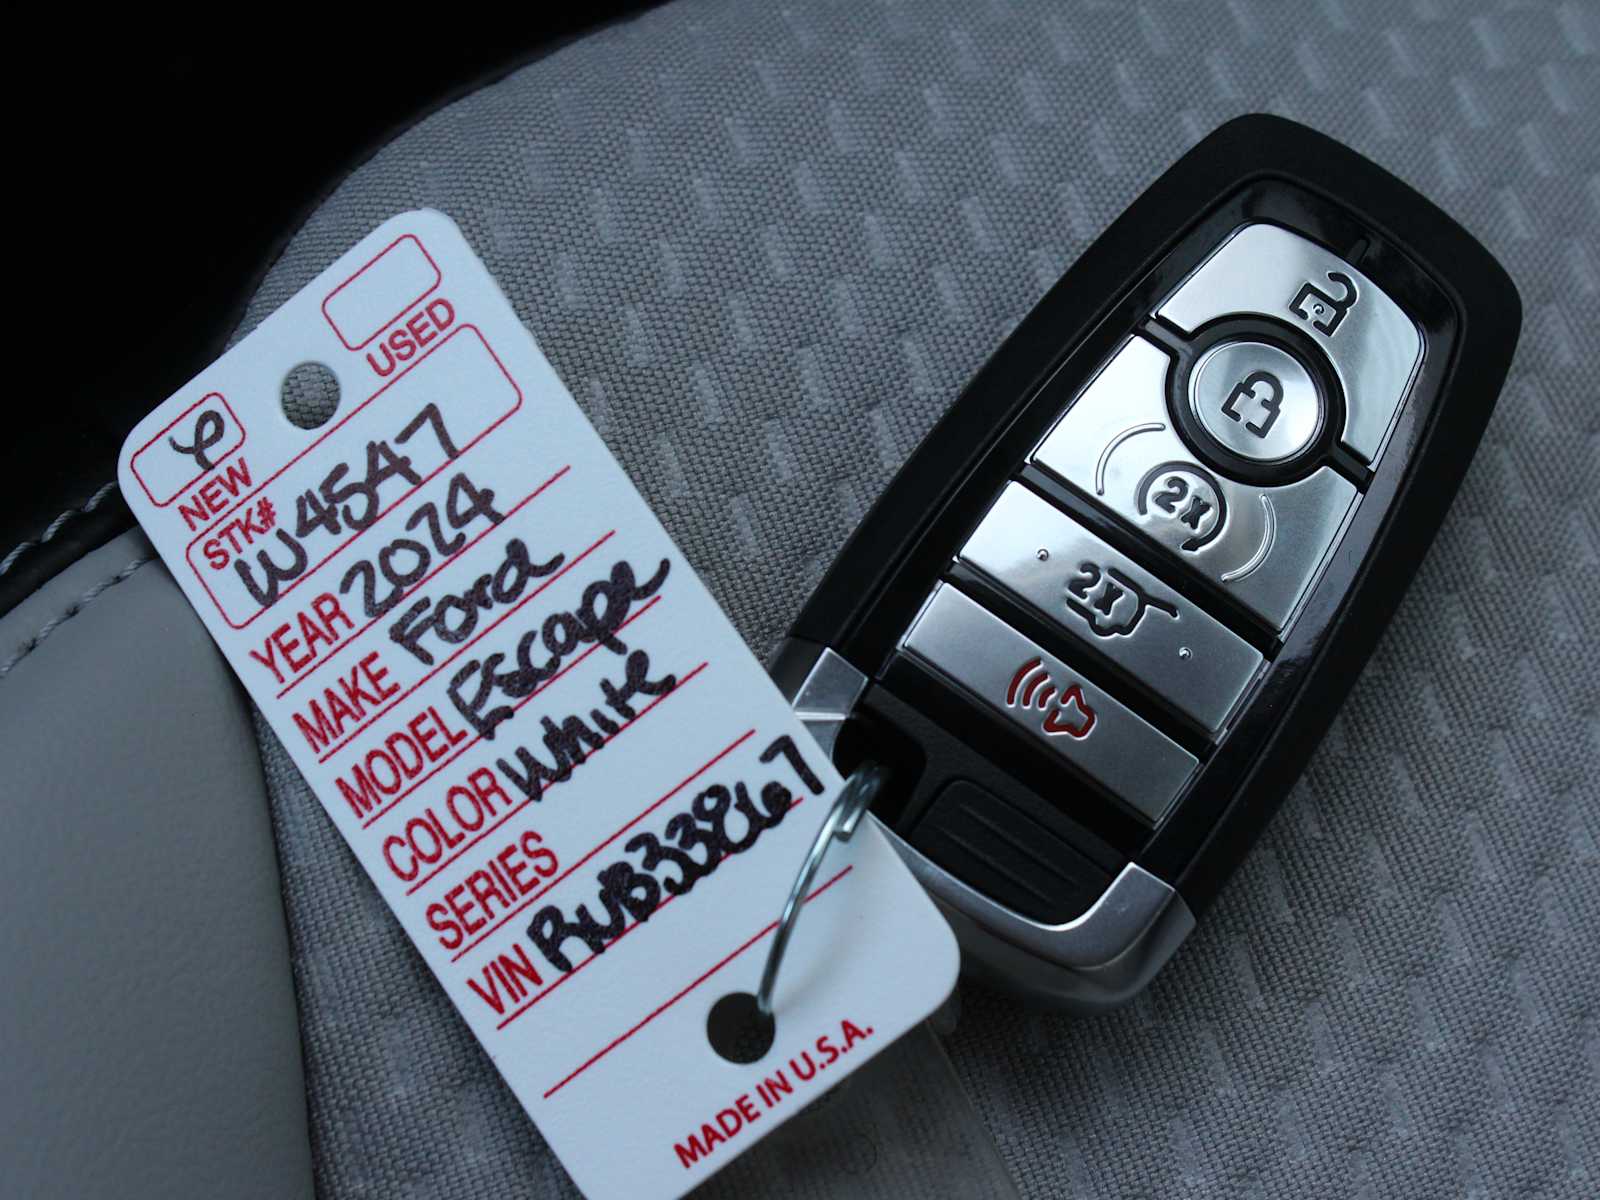 USED
NEW
STK#
W4547
YEAR 2024
MAKE Ford
MODEL Escape
COLOR White
SERIES
VIN RUB33867
MADE IN U.S.A.
2x
2x